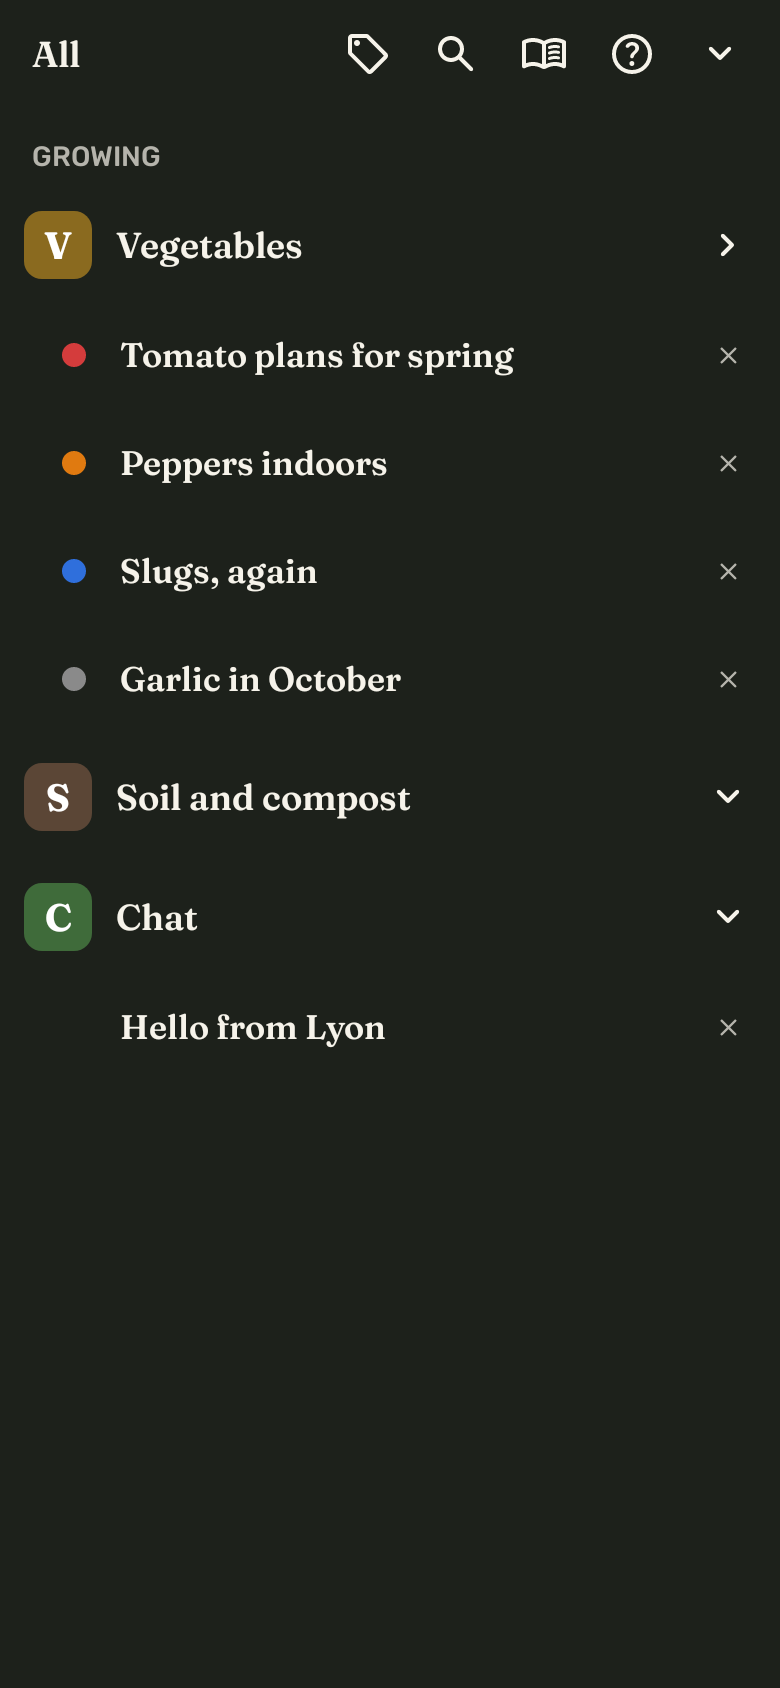 All
GROWING
V Vegetables
Tomato plans for spring
Peppers indoors
Slugs, again
Garlic in October
S Soil and compost
C Chat
Hello from Lyon